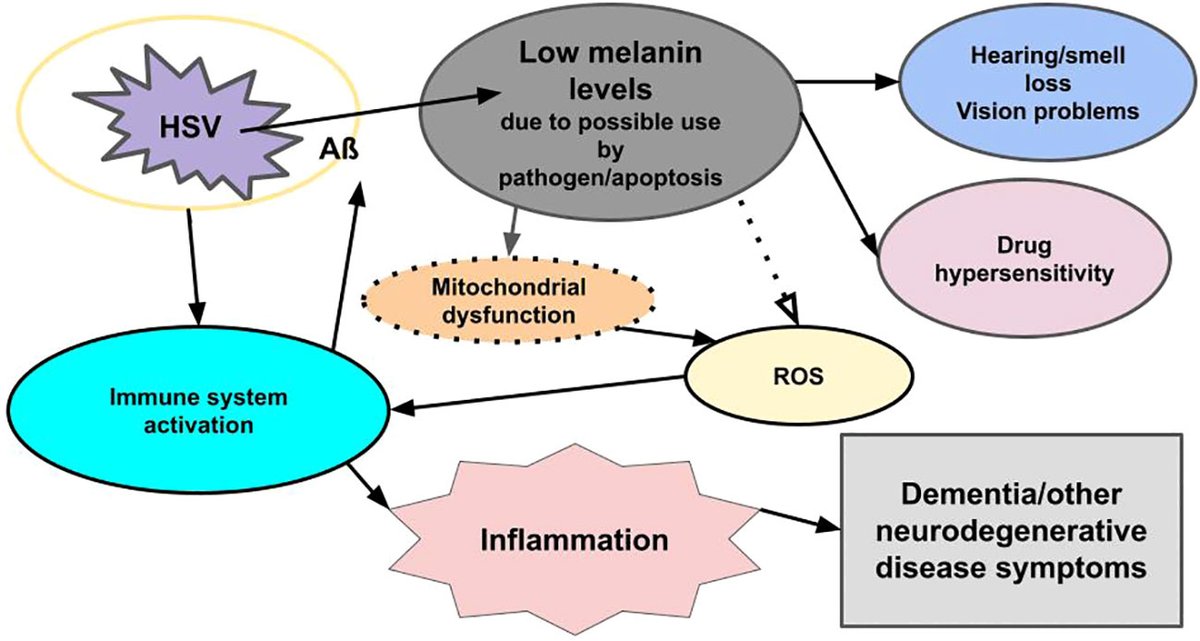 HSV
Aß
Low melanin
levels
due to possible use
by
pathogen/apoptosis
Hearing/smell
loss
Vision problems
Drug
hypersensitivity
Mitochondrial
dysfunction
ROS
Immune system
activation
Inflammation
Dementia/other
neurodegenerative
disease symptoms